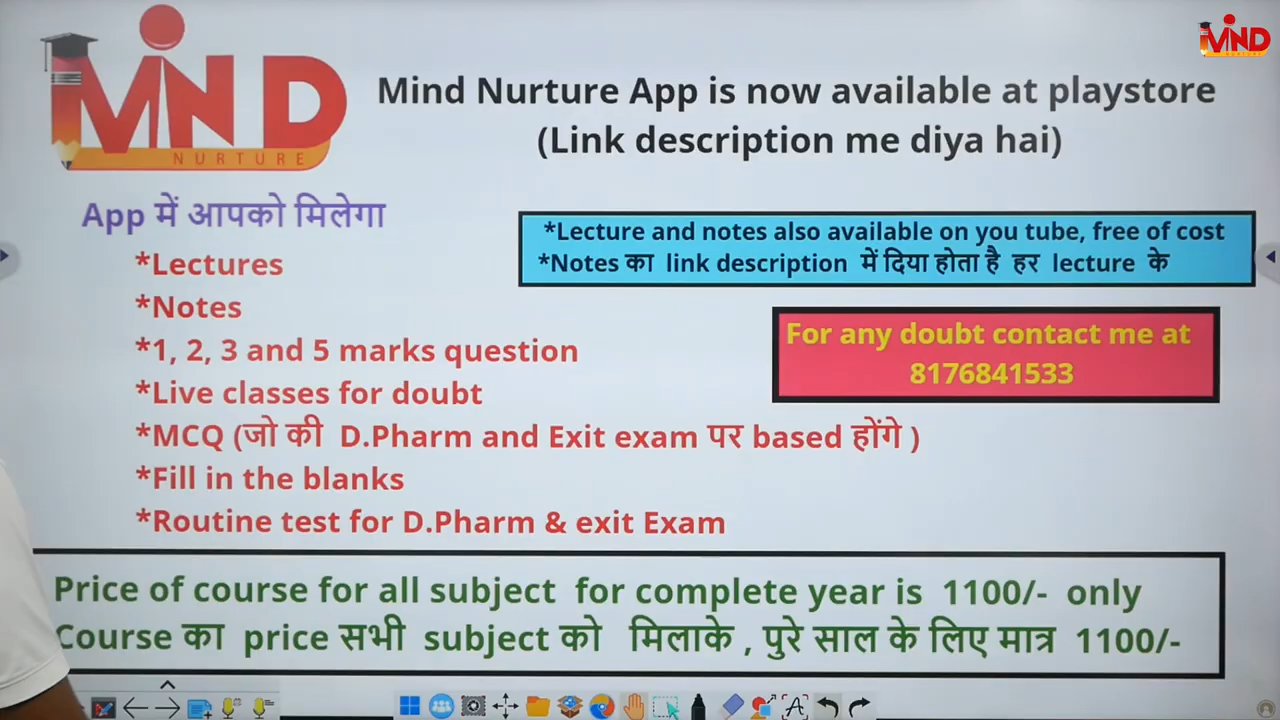 MIND
NURTURE
MIND
NURTURE
Mind Nurture App is now available at playstore
(Link description me diya hai)
App में आपको मिलेगा
*Lectures
*Notes
*1, 2, 3 and 5 marks question
*Live classes for doubt
*MCQ (जो की D.Pharm and Exit exam पर based होंगे )
*Fill in the blanks
*Routine test for D.Pharm & exit Exam
*Lecture and notes also available on you tube, free of cost
*Notes का link description में दिया होता है हर lecture के
For any doubt contact me at
8176841533
Price of course for all subject for complete year is 1100/- only
Course का price सभी subject को मिलाके , पुरे साल के लिए मात्र 1100/-